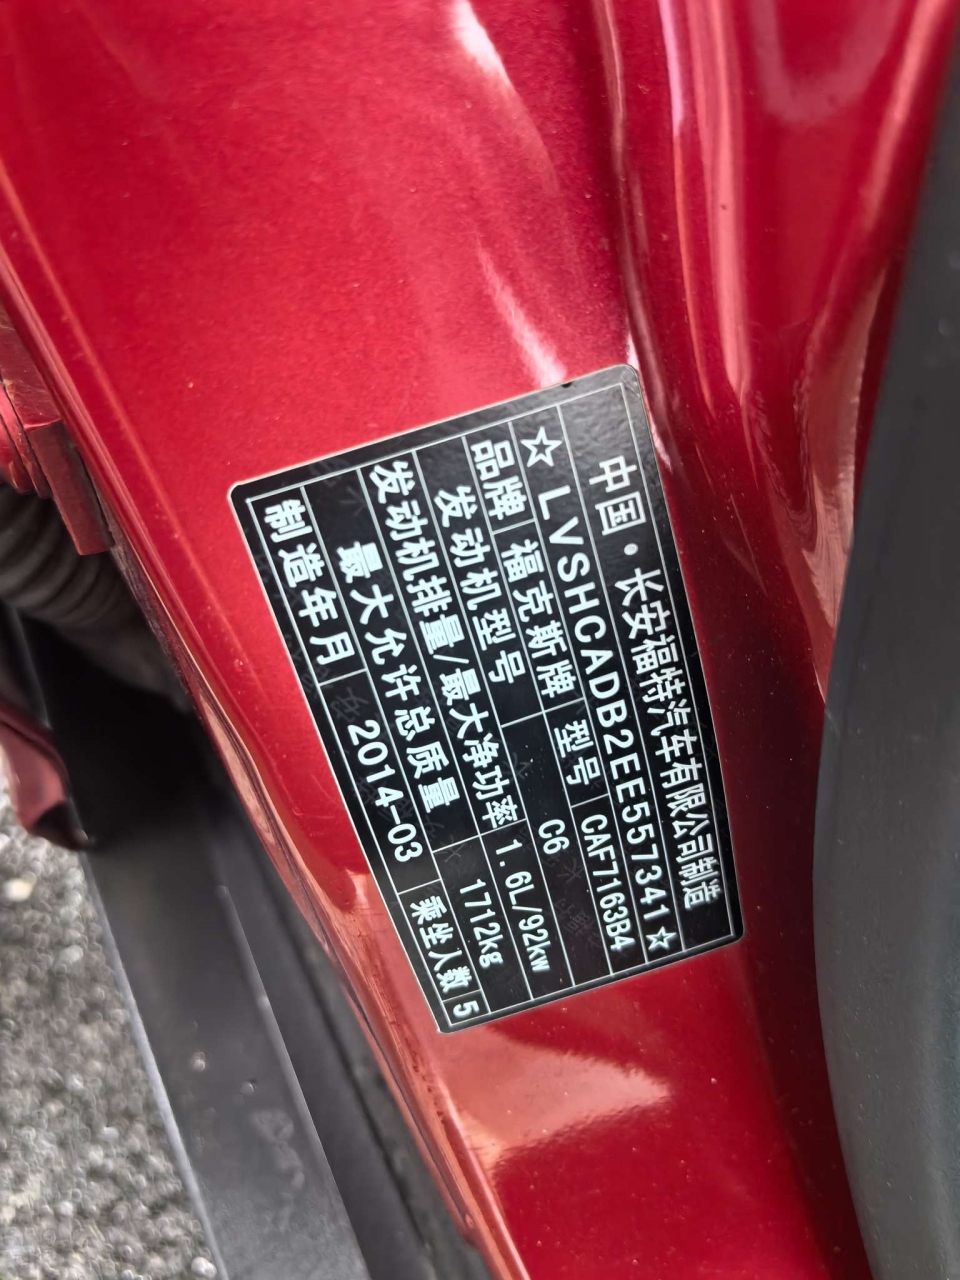 中国·长安福特汽车有限公司制造
☆LVSHCADB2EE557341☆
品牌 福克斯牌 型号 CAF7163B4
发动机型号 C6
发动机排量/最大净功率 1.6L/92kw
最大允许总质量 1712kg
制造年月 2014-03 乘坐人数 5